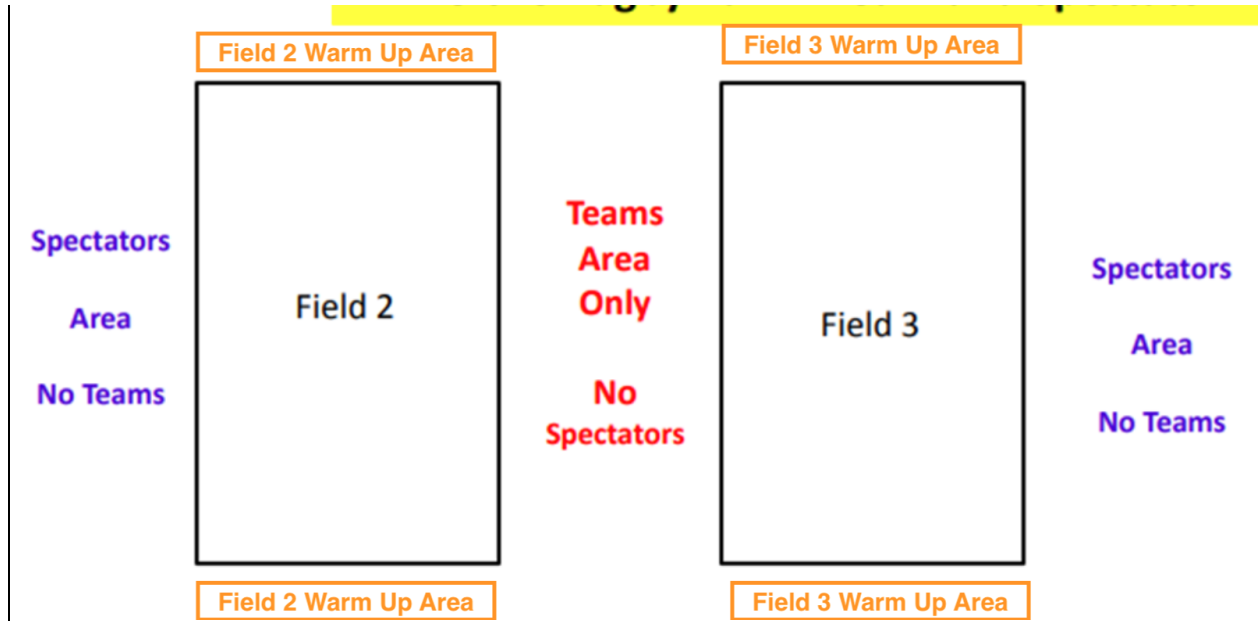 Field 2 Warm Up Area
Field 3 Warm Up Area
Spectators
Area
No Teams
Field 2
Teams
Area
Only
No
Spectators
Field 3
Spectators
Area
No Teams
Field 2 Warm Up Area
Field 3 Warm Up Area